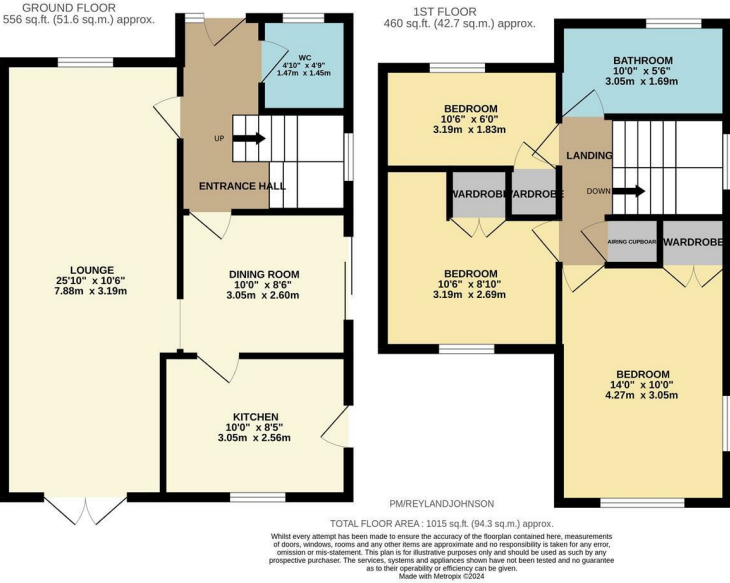 GROUND FLOOR
556 sq.ft. (51.6 sq.m.) approx.
WC
4'10" x 4'9"
1.47m x 1.45m
UP
ENTRANCE HALL
LOUNGE
25'10" x 10'6"
7.88m x 3.19m
DINING ROOM
10'0" x 8'6"
3.05m x 2.60m
KITCHEN
10'0" x 8'5"
3.05m x 2.56m
1ST FLOOR
460 sq.ft. (42.7 sq.m.) approx.
BATHROOM
10'0" x 5'6"
3.05m x 1.69m
BEDROOM
10'6" x 6'0"
3.19m x 1.83m
LANDING
DOWN
WARDROBE
WARDROBE
AIRING CUPBOARD
WARDROBE
BEDROOM
10'6" x 8'10"
3.19m x 2.69m
BEDROOM
14'0" x 10'0"
4.27m x 3.05m
PM/REYLANDJOHNSON
TOTAL FLOOR AREA : 1015 sq.ft. (94.3 sq.m.) approx.
Whilst every attempt has been made to ensure the accuracy of the floorplan contained here, measurements
of doors, windows, rooms and any other items are approximate and no responsibility is taken for any error,
omission or mis-statement. This plan is for illustrative purposes only and should be used as such by any
prospective purchaser. The services, systems and appliances shown have not been tested and no guarantee
as to their operability or efficiency can be given.
Made with Metropix ©2024